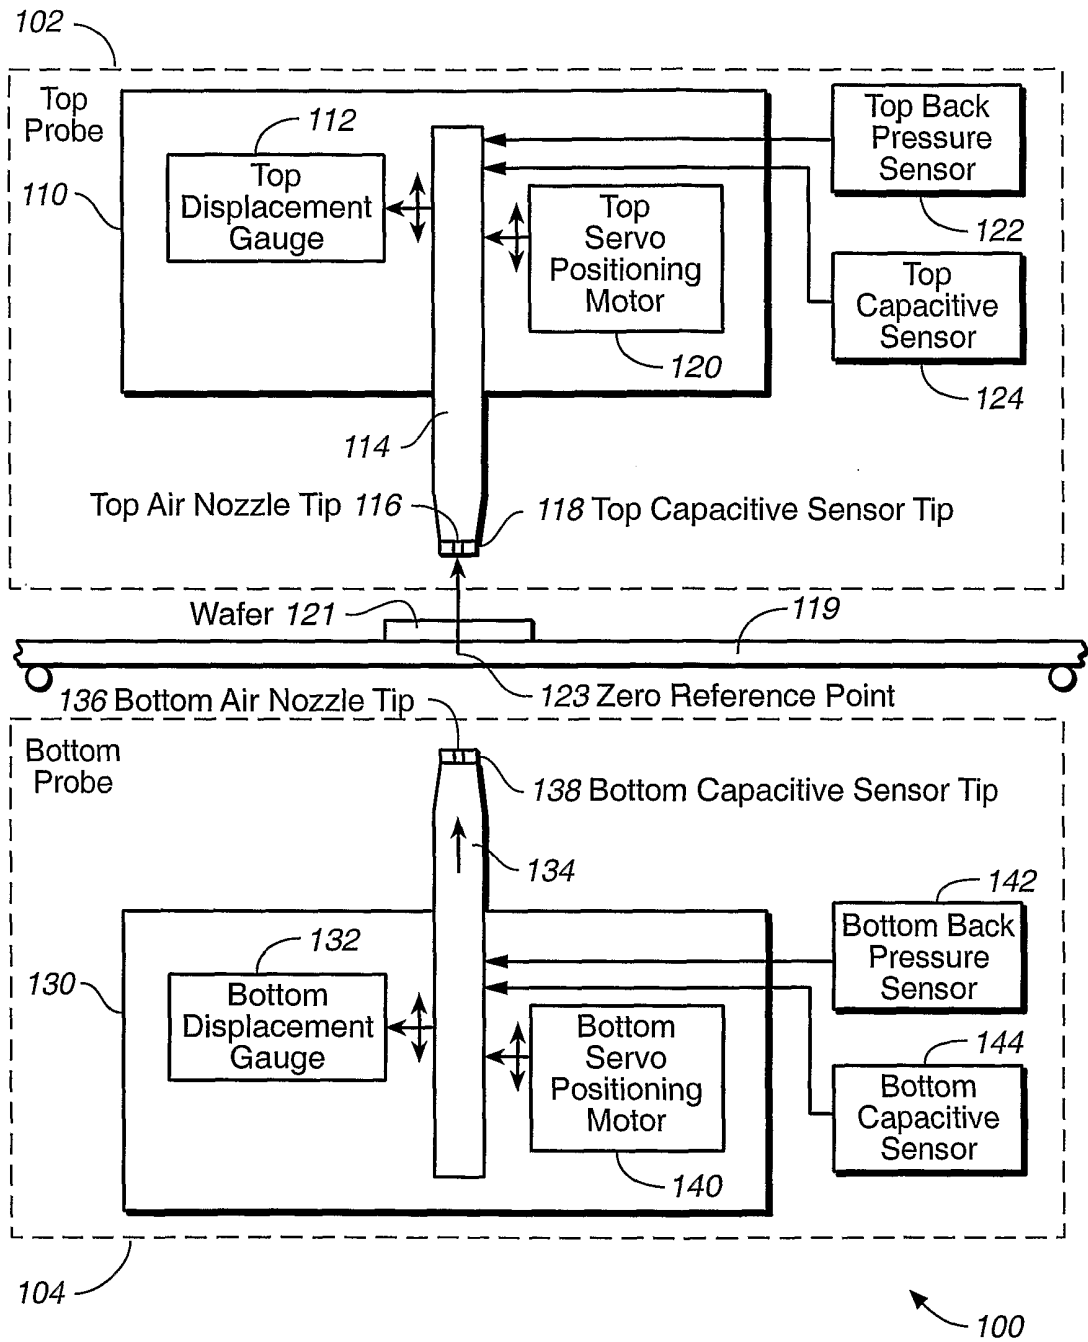 102
Top
Probe
112
Top
Displacement
Gauge
110
Top
Servo
Positioning
Motor
120
Top Back
Pressure
Sensor
122
Top
Capacitive
Sensor
124
114
Top Air Nozzle Tip 116
118 Top Capacitive Sensor Tip
Wafer 121
119
123 Zero Reference Point
136 Bottom Air Nozzle Tip
Bottom
Probe
138 Bottom Capacitive Sensor Tip
134
132
Bottom
Displacement
Gauge
130
Bottom
Servo
Positioning
Motor
140
142
Bottom Back
Pressure
Sensor
144
Bottom
Capacitive
Sensor
104
100